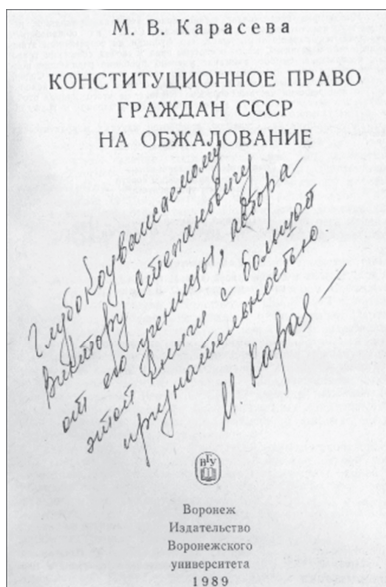 М. В. Карасева
КОНСТИТУЦИОННОЕ ПРАВО
ГРАЖДАН СССР
НА ОБЖАЛОВАНИЕ
Глубокоуважаемому
Виктору Степановичу
от его ученицы, автора
этой книги с большой
признательностью
М. Карас
ВГУ
Воронеж
Издательство
Воронежского
университета
1989